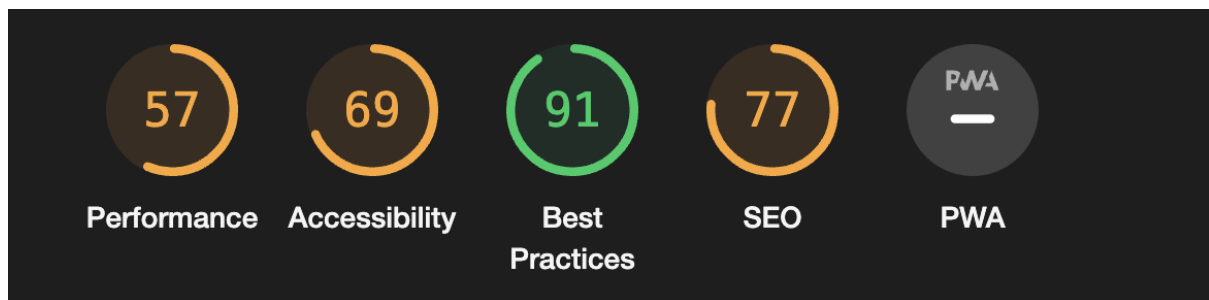 57
69
91
77
PWA
Performance
Accessibility
Best
Practices
SEO
PWA